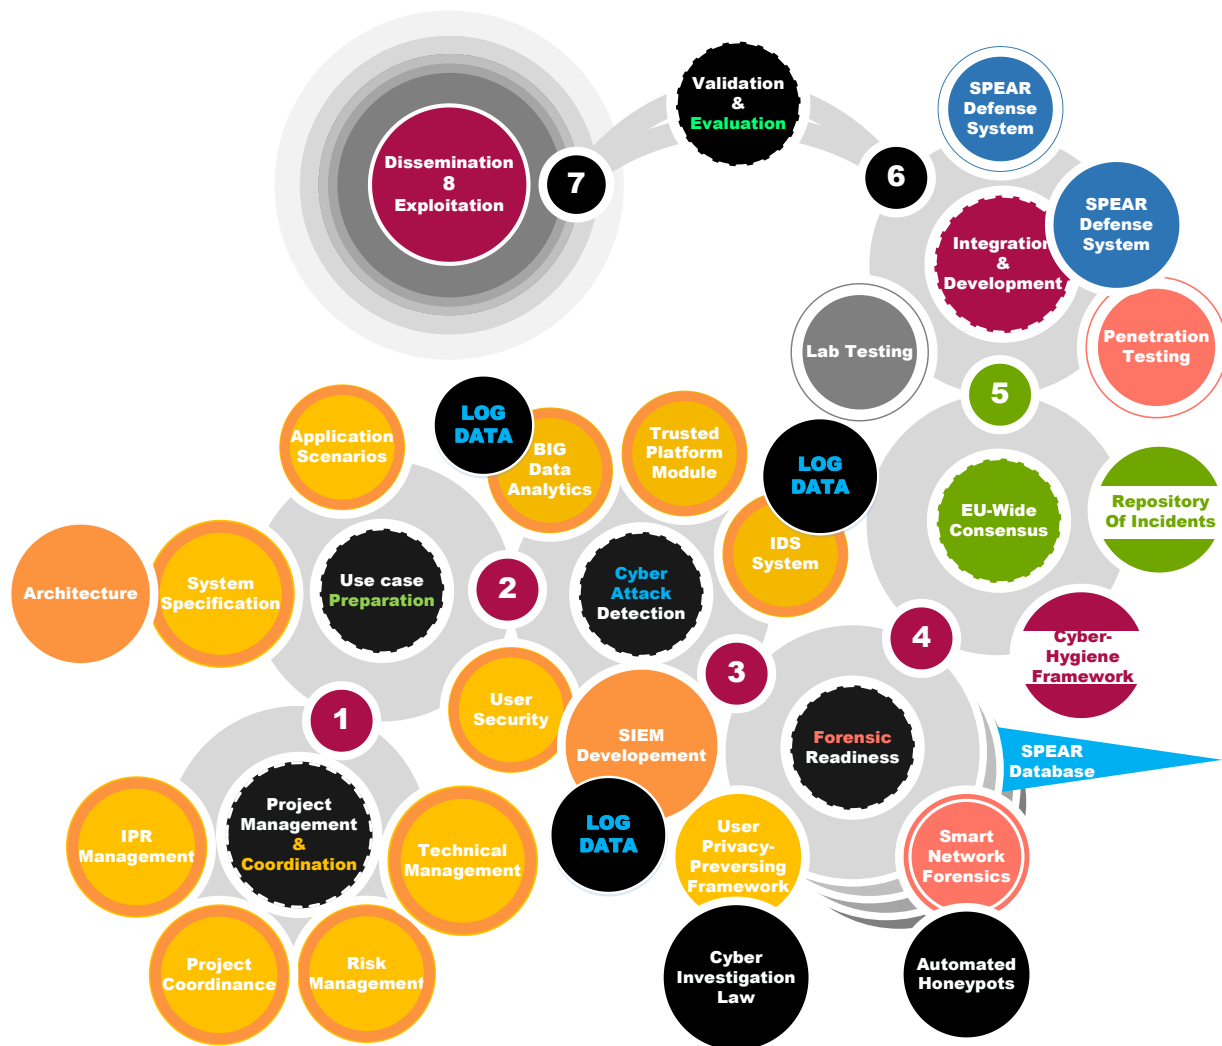 Validation
&
Evaluation
SPEAR
Defense
System
Dissemination
8
Exploitation
7
6
SPEAR
Defense
System
Integration
&
Development
Lab Testing
Penetration
Testing
5
LOG
DATA
Application
Scenarios
BIG
Data
Analytics
Trusted
Platform
Module
LOG
DATA
EU-Wide
Consensus
Repository
Of Incidents
IDS
System
Architecture
System
Specification
Use case
Preparation
2
Cyber
Attack
Detection
4
Cyber-
Hygiene
Framework
3
User
Security
1
SIEM
Developement
Forensic
Readiness
SPEAR
Database
Project
Management
&
Coordination
IPR
Management
Technical
Management
LOG
DATA
User
Privacy-
Preversing
Framework
Smart
Network
Forensics
Project
Coordinance
Risk
Management
Cyber
Investigation
Law
Automated
Honeypots